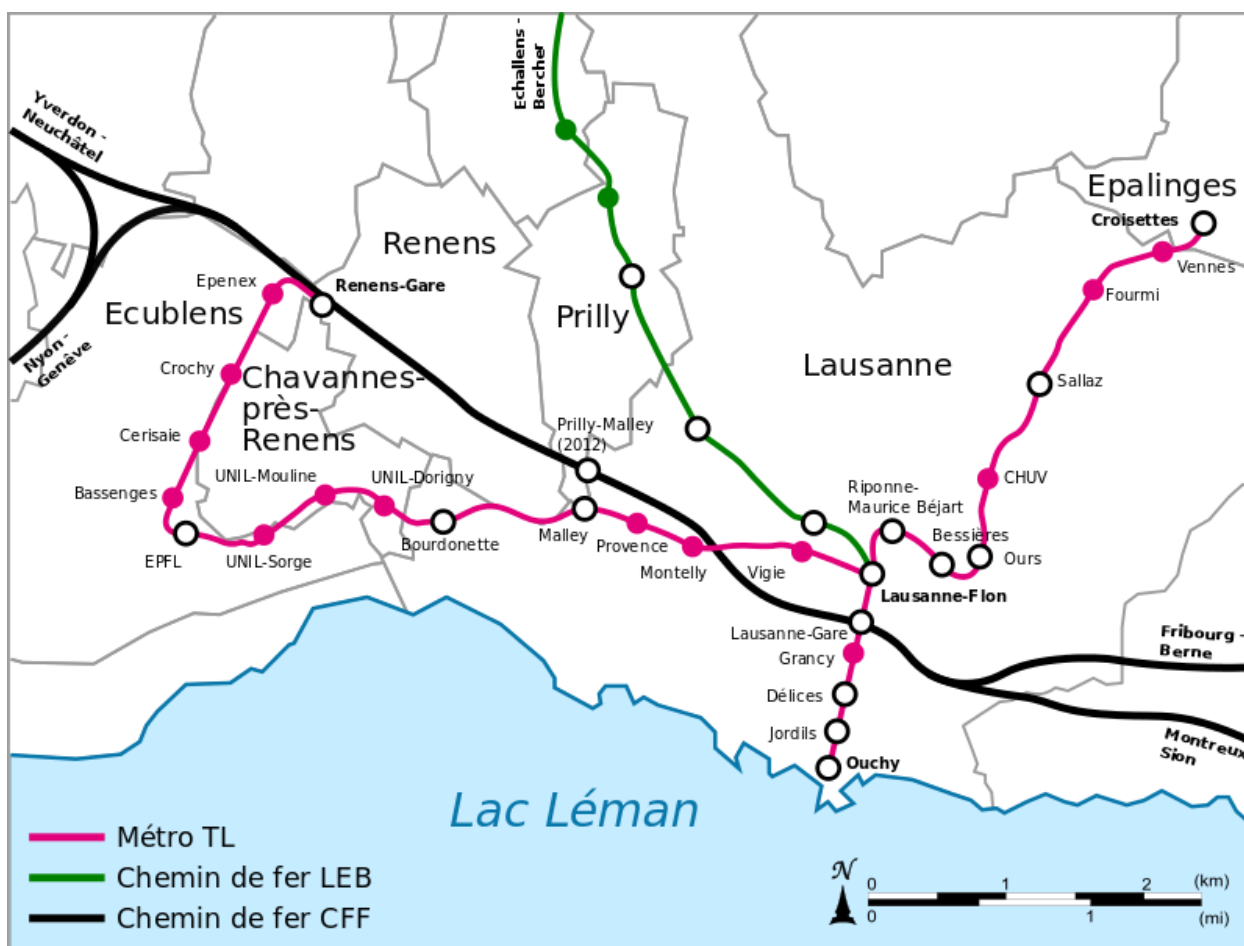 Echallens -
Bercher
Yverdon -
Neuchâtel
Epalinges
Croisettes
Vennes
Renens
Epenex
Renens-Gare
Fourmi
Ecublens
Prilly
Nyon -
Genêve
Crochy
Lausanne
Sallaz
Chavannes-
près-
Renens
Cerisaie
Prilly-Malley
(2012)
UNIL-Mouline
UNIL-Dorigny
CHUV
Bassenges
Riponne-
Maurice Béjart
EPFL
UNIL-Sorge
Bourdonette
Malley
Provence
Montelly
Vigie
Bessières
Ours
Lausanne-Flon
Lausanne-Gare
Grancy
Fribourg -
Berne
Délices
Jordils
Montreux
Sion
Ouchy
Lac Léman
Métro TL
Chemin de fer LEB
Chemin de fer CFF
N
0 1 2 (km)
0 1 (mi)